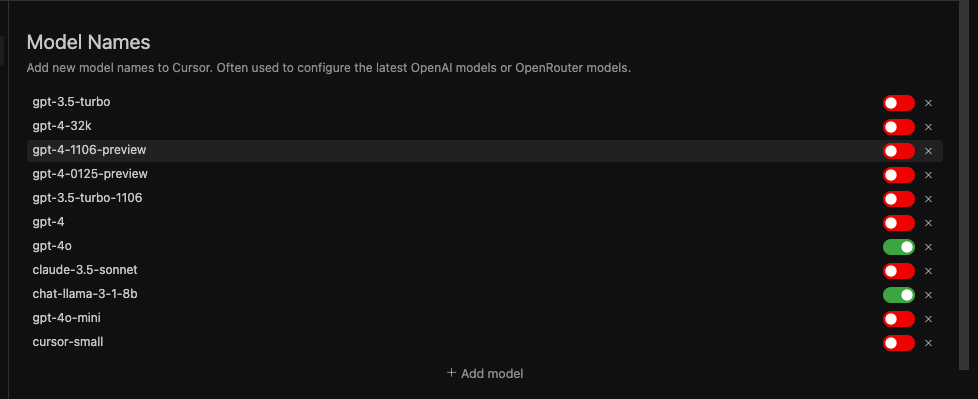 Model Names
Add new model names to Cursor. Often used to configure the latest OpenAI models or OpenRouter models.
gpt-3.5-turbo
gpt-4-32k
gpt-4-1106-preview
gpt-4-0125-preview
gpt-3.5-turbo-1106
gpt-4
gpt-4o
claude-3.5-sonnet
chat-llama-3-1-8b
gpt-4o-mini
cursor-small
+ Add model